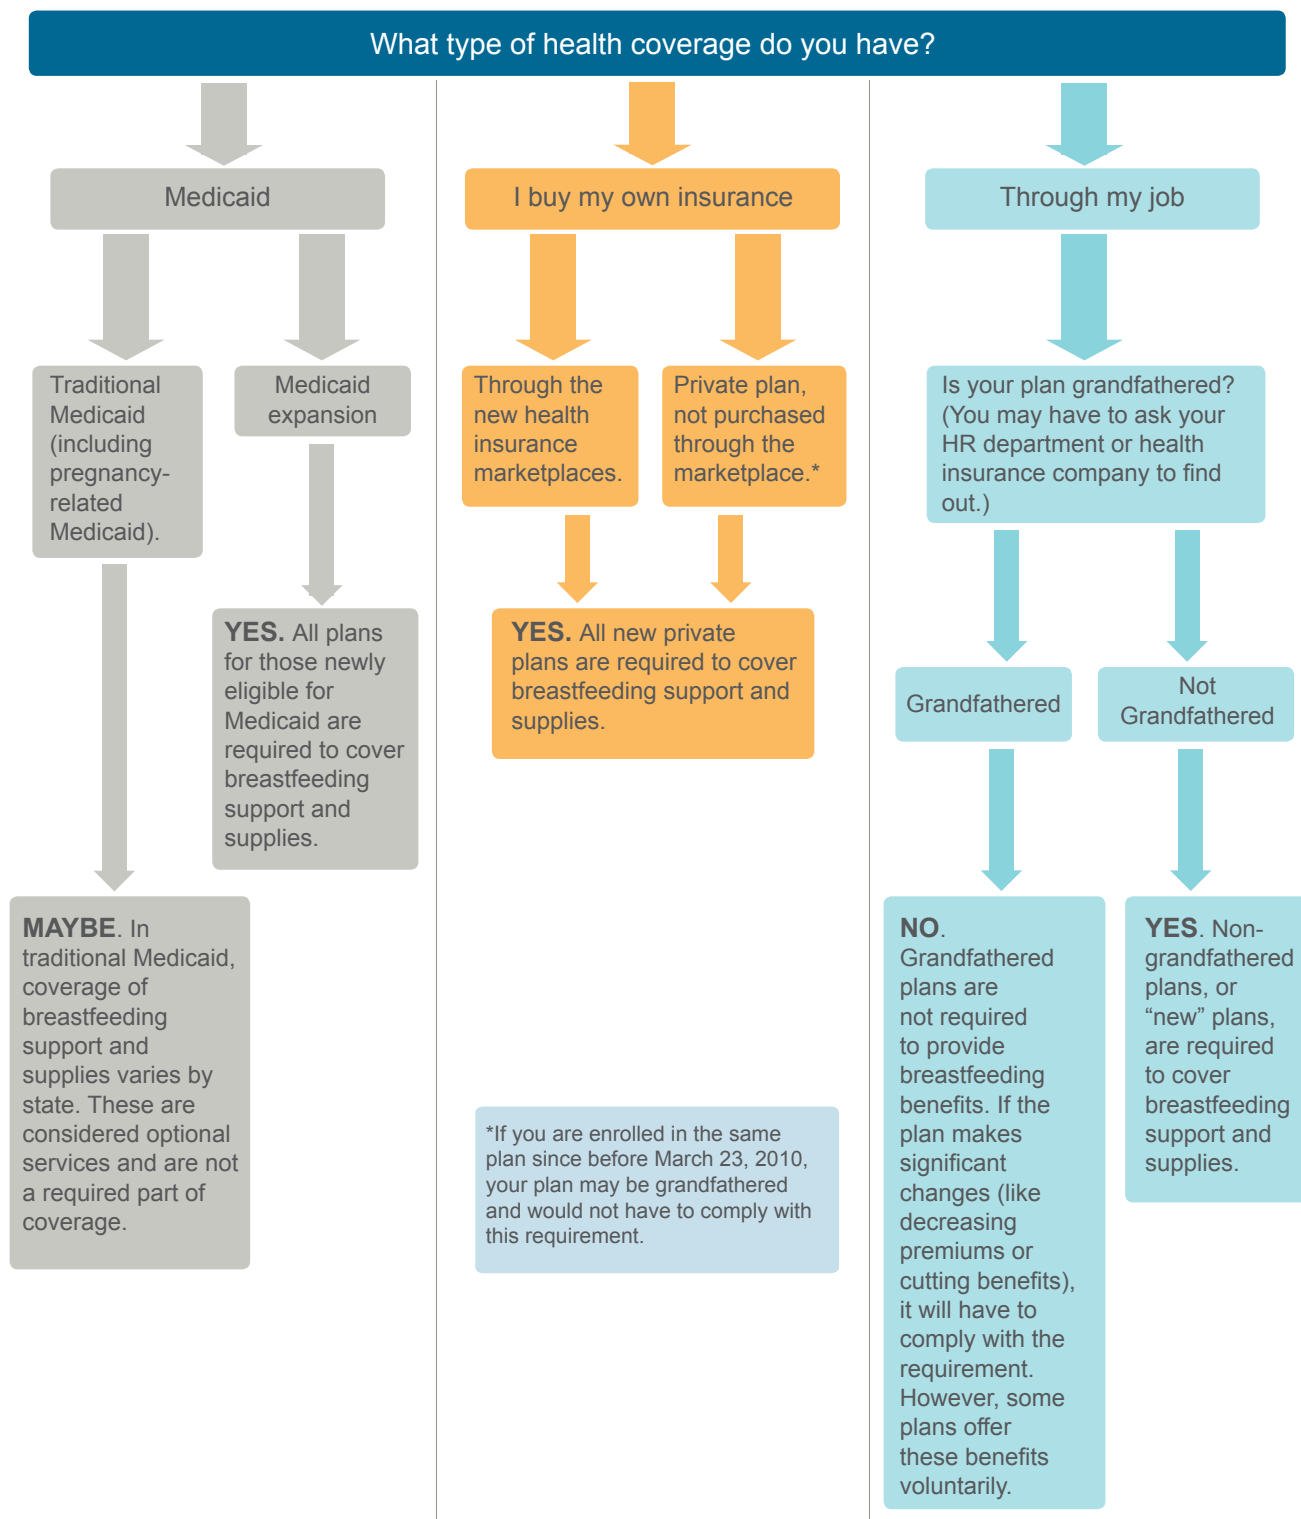 What type of health coverage do you have?
Medicaid
I buy my own insurance
Through my job
Traditional
Medicaid
(including
pregnancy-
related
Medicaid).
Medicaid
expansion
Through the
new health
insurance
marketplaces.
Private plan,
not purchased
through the
marketplace.*
Is your plan grandfathered?
(You may have to ask your
HR department or health
insurance company to find
out.)
YES. All plans
for those newly
eligible for
Medicaid are
required to cover
breastfeeding
support and
supplies.
YES. All new private
plans are required to cover
breastfeeding support and
supplies.
Grandfathered
Not
Grandfathered
MAYBE. In
traditional Medicaid,
coverage of
breastfeeding
support and
supplies varies by
state. These are
considered optional
services and are not
a required part of
coverage.
*If you are enrolled in the same
plan since before March 23, 2010,
your plan may be grandfathered
and would not have to comply with
this requirement.
NO.
Grandfathered
plans are
not required
to provide
breastfeeding
benefits. If the
plan makes
significant
changes (like
decreasing
premiums or
cutting benefits),
it will have to
comply with the
requirement.
However, some
plans offer
these benefits
voluntarily.
YES. Non-
grandfathered
plans, or
“new” plans,
are required
to cover
breastfeeding
support and
supplies.